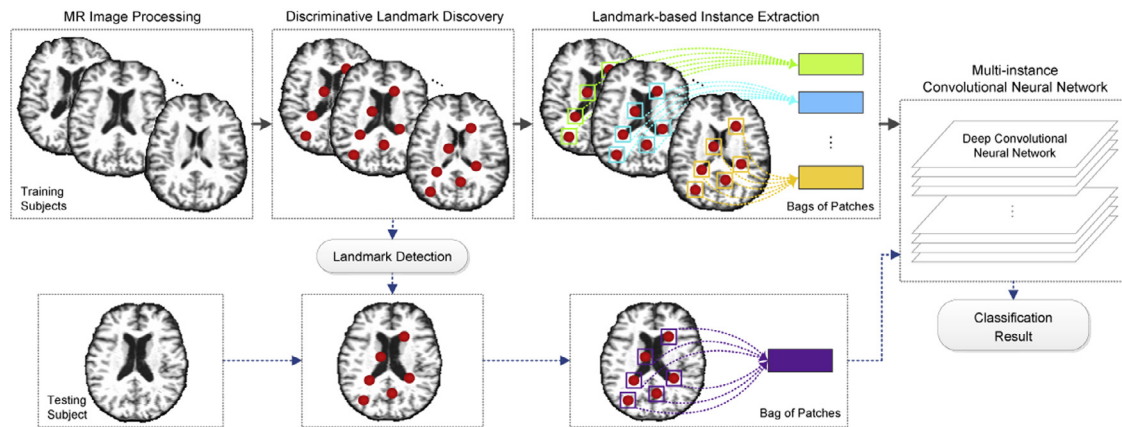 MR Image Processing
Discriminative Landmark Discovery
Landmark-based Instance Extraction
Training
Subjects
Bags of Patches
Multi-instance
Convolutional Neural Network
Deep Convolutional
Neural Network
Landmark Detection
Testing
Subject
Bag of Patches
Classification
Result